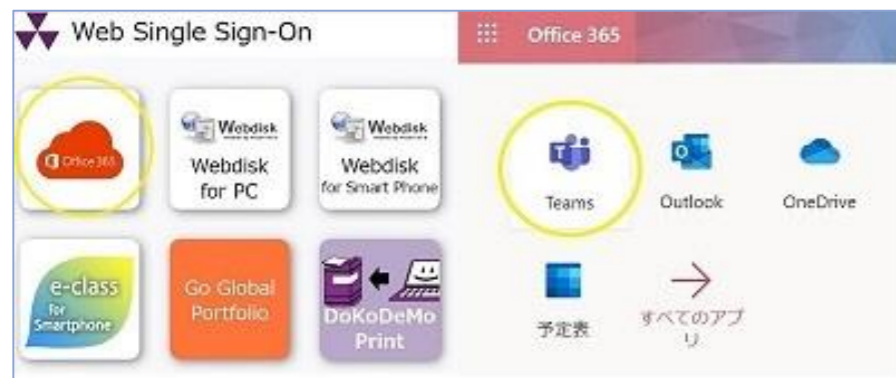 Web Single Sign-On
Office 365
Webdisk
Webdisk
for PC
Webdisk
Webdisk
for Smart Phone
e-class
for
Smartphone
Go Global
Portfolio
DoKoDeMo
Print
Office 365
Teams
Outlook
OneDrive
予定表
すべてのアプ
リ